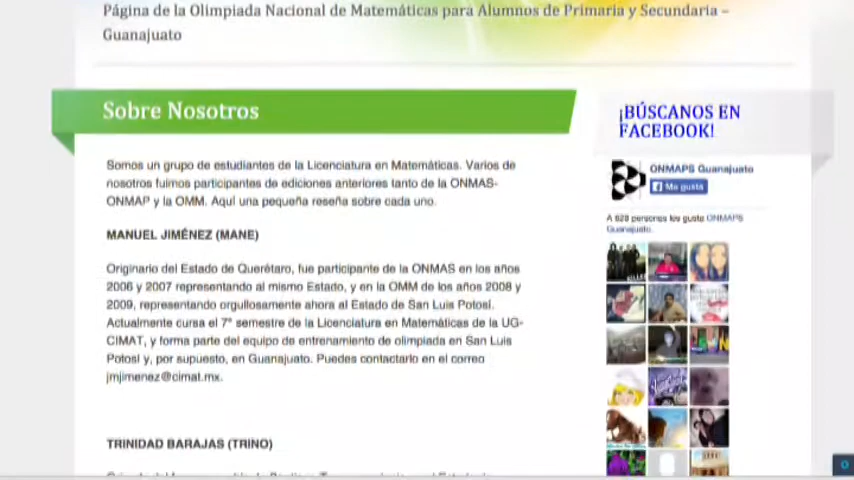 Página de la Olimpiada Nacional de Matemáticas para Alumnos de Primaria y Secundaria –
Guanajuato
Sobre Nosotros
Somos un grupo de estudiantes de la Licenciatura en Matemáticas. Varios de
nosotros fuimos participantes de ediciones anteriores tanto de la ONMAS-
ONMAP y la OMM. Aquí una pequeña reseña sobre cada uno.
MANUEL JIMÉNEZ (MANE)
Originario del Estado de Querétaro, fue participante de la ONMAS en los años
2006 y 2007 representando al mismo Estado, y en la OMM de los años 2008 y
2009, representando orgullosamente ahora al Estado de San Luis Potosí.
Actualmente cursa el 7º semestre de la Licenciatura en Matemáticas de la UG-
CIMAT, y forma parte del equipo de entrenamiento de olimpiada en San Luis
Potosí y, por supuesto, en Guanajuato. Puedes contactarlo en el correo
jmjimenez@cimat.mx.
TRINIDAD BARAJAS (TRINO)
¡BÚSCANOS EN
FACEBOOK!
ONMAPS Guanajuato
Me gusta
A 628 personas les gusta ONMAPS
Guanajuato.